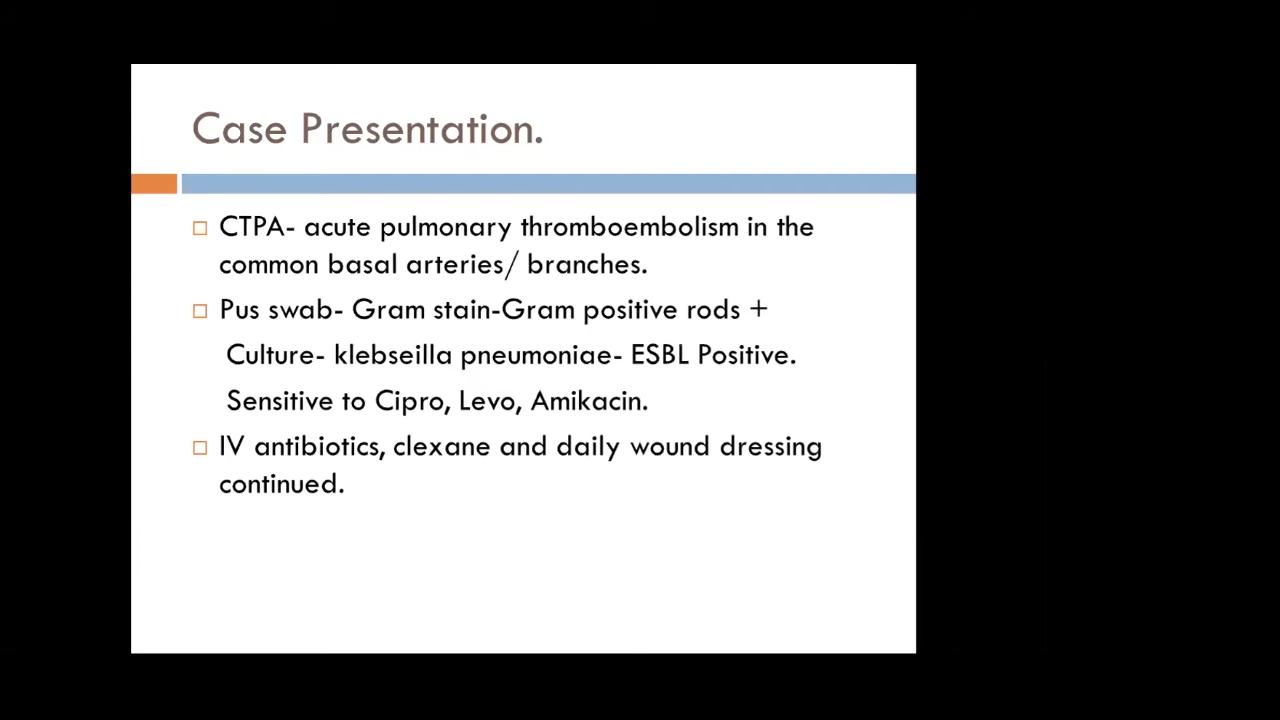 Case Presentation.
CTPA- acute pulmonary thromboembolism in the
common basal arteries/ branches.
Pus swab- Gram stain-Gram positive rods +
Culture- klebseilla pneumoniae- ESBL Positive.
Sensitive to Cipro, Levo, Amikacin.
IV antibiotics, clexane and daily wound dressing
continued.